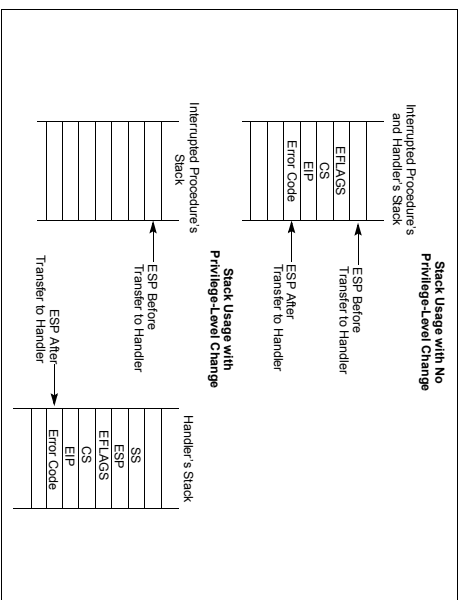 Stack Usage with No
Privilege-Level Change
Interrupted Procedure's
and Handler's Stack
EFLAGS
CS
EIP
Error Code
ESP Before
Transfer to Handler
ESP After
Transfer to Handler
Stack Usage with
Privilege-Level Change
Interrupted Procedure's
Stack
ESP Before
Transfer to Handler
ESP After
Transfer to Handler
Handler's Stack
SS
ESP
EFLAGS
CS
EIP
Error Code